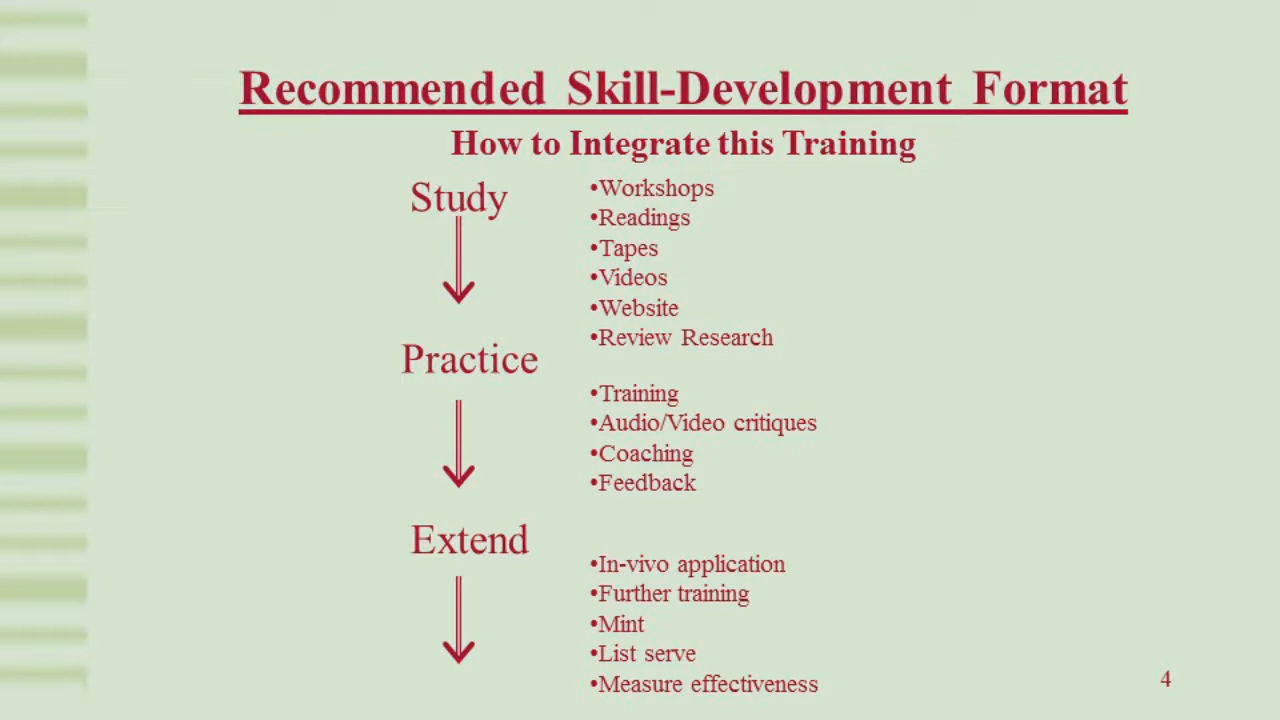 Recommended Skill-Development Format
How to Integrate this Training
Study
•Workshops
•Readings
•Tapes
•Videos
•Website
•Review Research
Practice
•Training
•Audio/Video critiques
•Coaching
•Feedback
Extend
•In-vivo application
•Further training
•Mint
•List serve
•Measure effectiveness
4